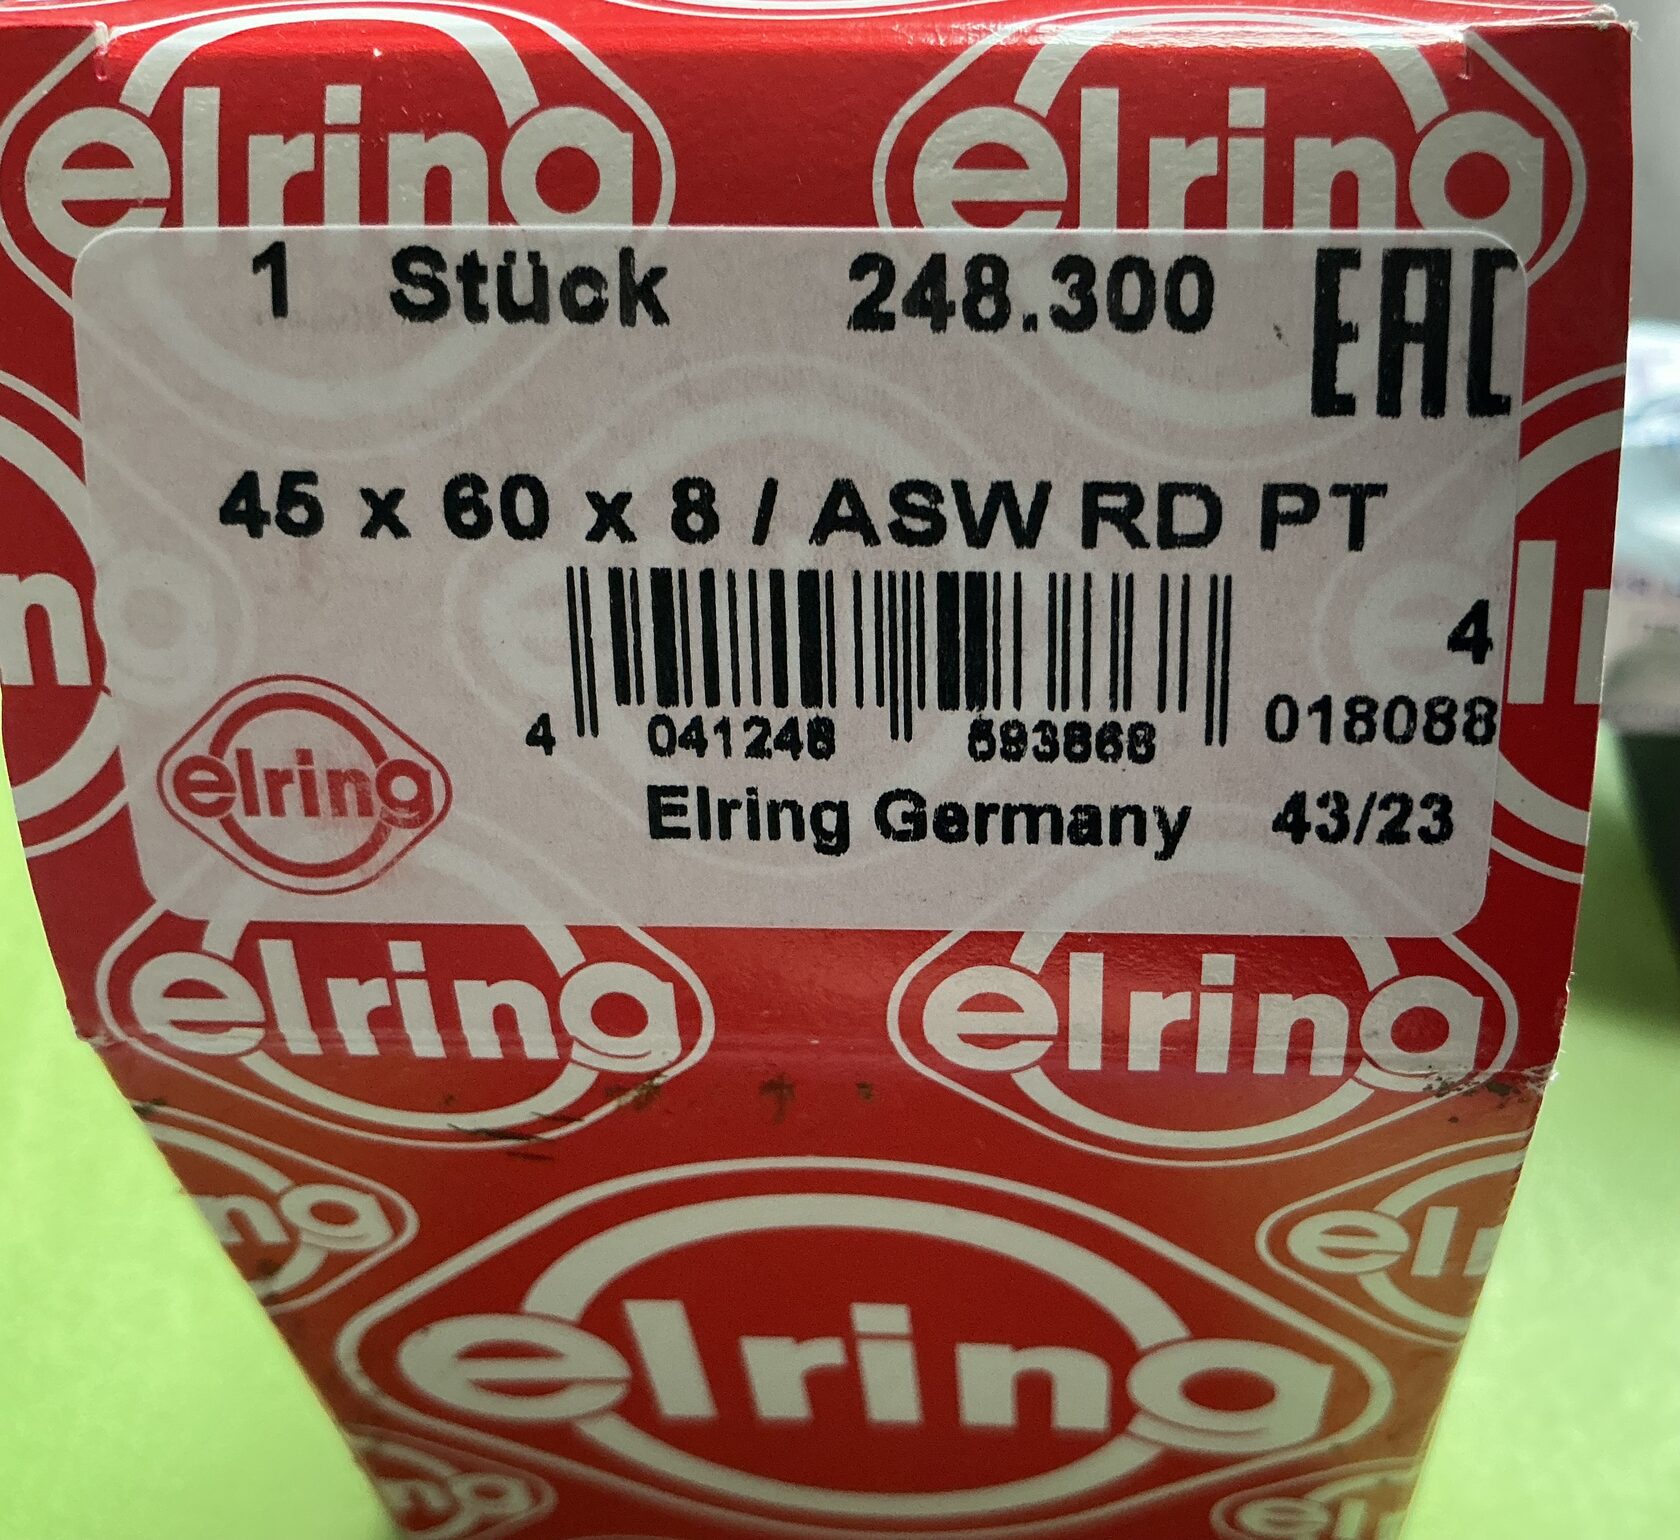 elring elring
1 Stück 248.300 EAC
45 x 60 x 8 / ASW RD PT
4
4 041248 593868 018088
elring
Elring Germany 43/23
elring elring
elring